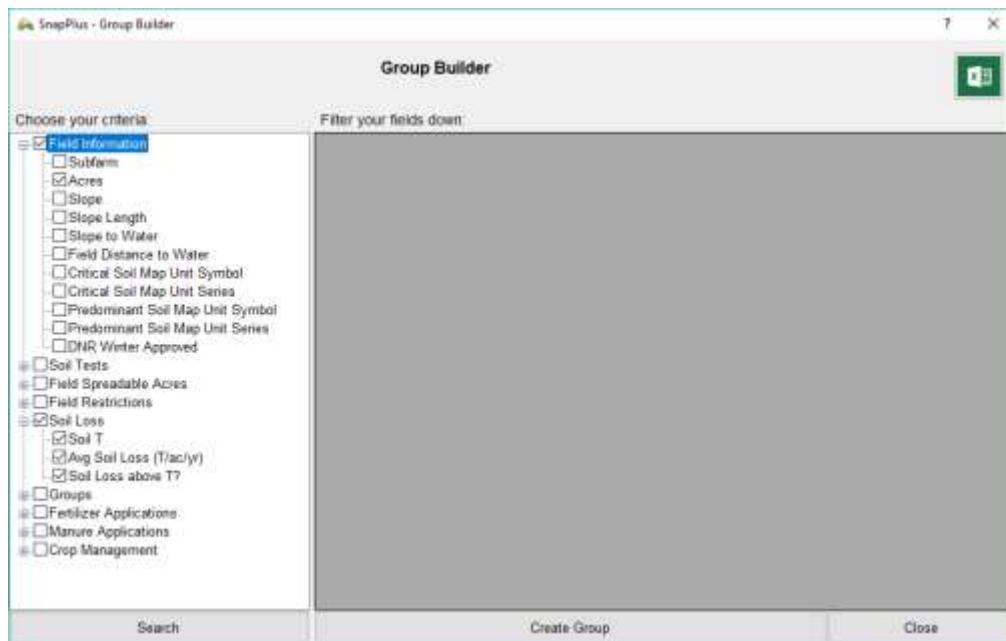 SnapPlus - Group Builder
Group Builder
Choose your criteria:
Filter your fields down:
Field Information
Subfarm
Acres
Slope
Slope Length
Slope to Water
Field Distance to Water
Critical Soil Map Unit Symbol
Critical Soil Map Unit Series
Predominant Soil Map Unit Symbol
Predominant Soil Map Unit Series
DNR Winter Approved
Soil Tests
Field Spreadable Acres
Field Restrictions
Soil Loss
Soil T
Avg Soil Loss (T/ac/yr)
Soil Loss above T?
Groups
Fertilizer Applications
Manure Applications
Crop Management
Search
Create Group
Close